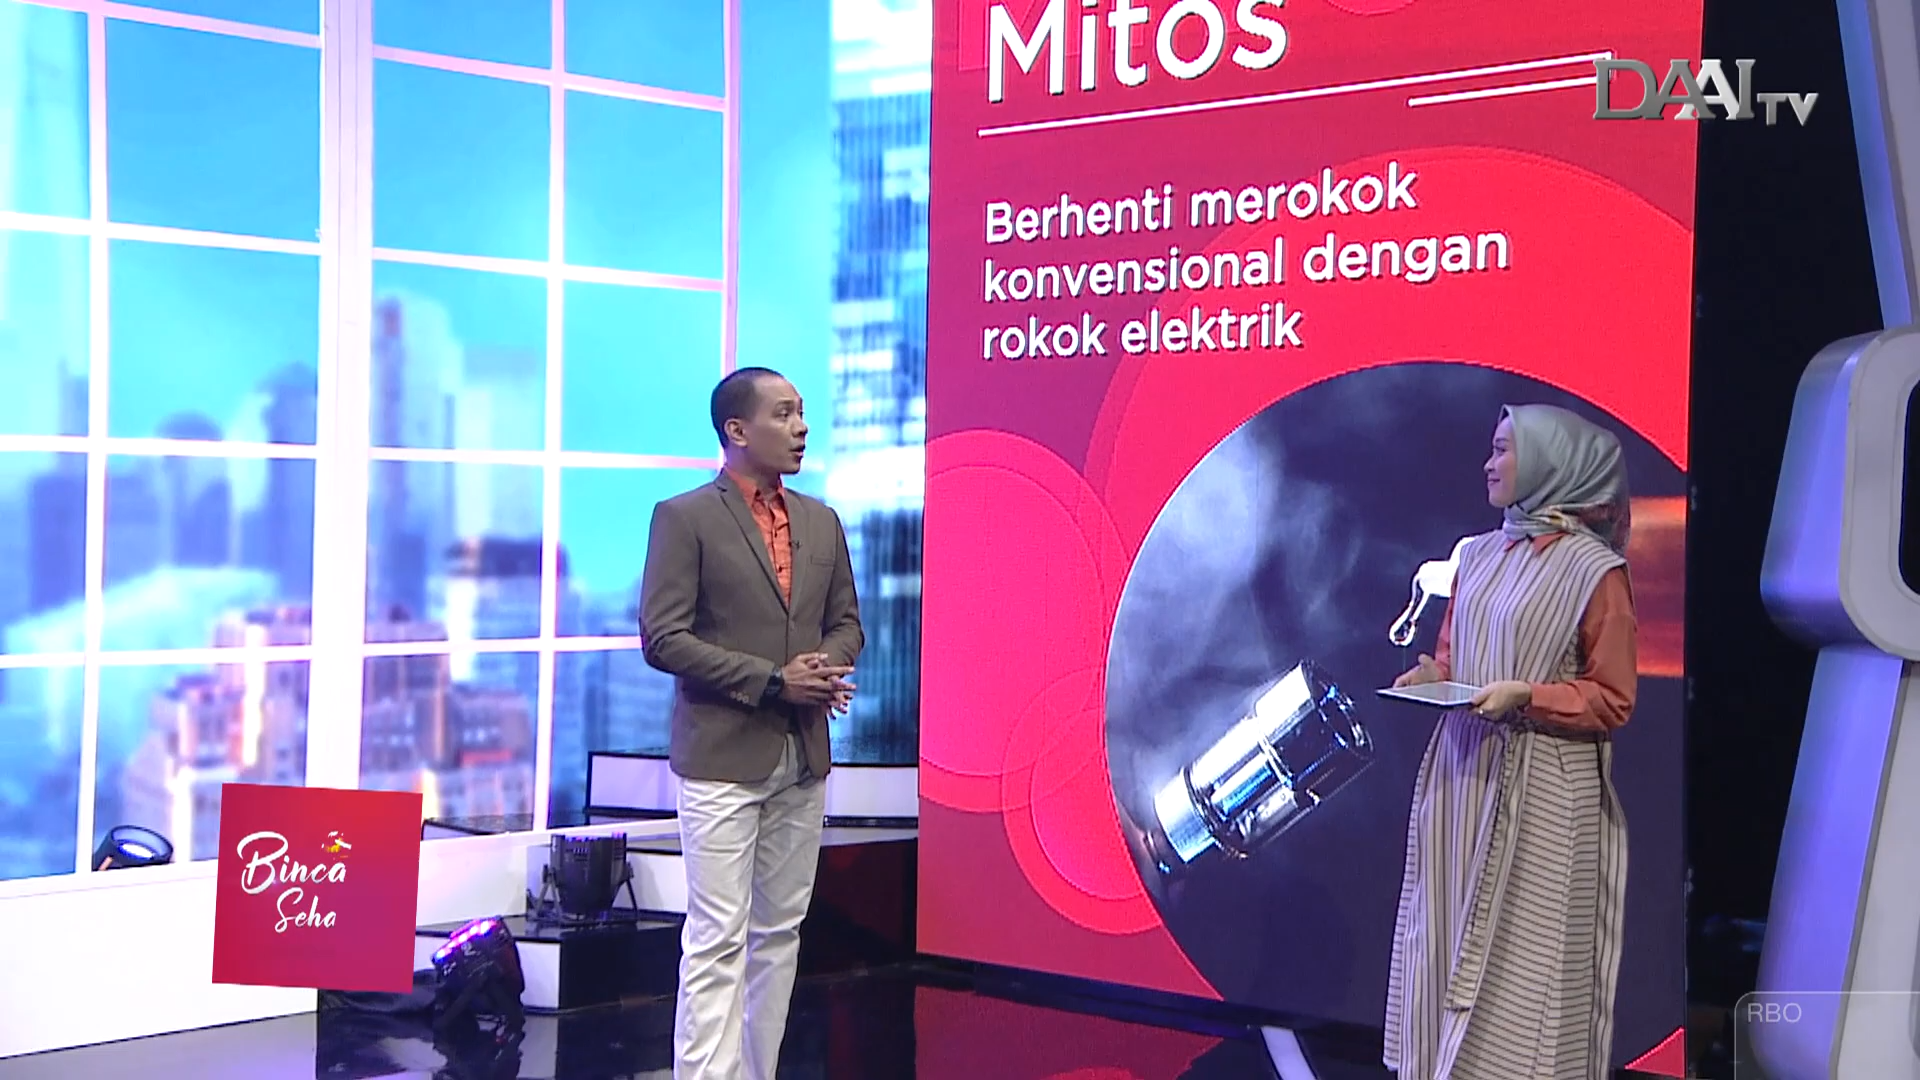 Mitos
DAAI TV
Berhenti merokok
konvensional dengan
rokok elektrik
Binca
Seha
RBO